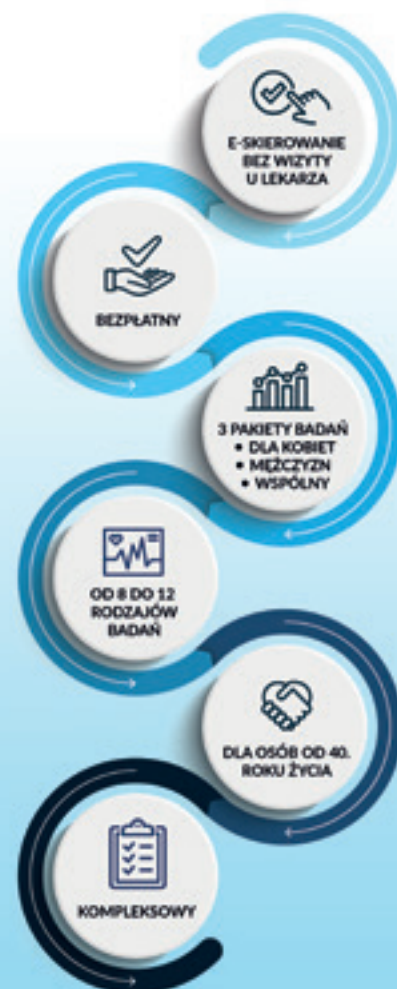 E-SKIEROWANIE
BEZ WIZYTY
U LEKARZA
BEZPŁATNY
3 PAKIETY BADAŃ
• DLA KOBIET
• MĘŻCZYZN
• WSPÓLNY
OD 8 DO 12
RODZAJÓW
BADAŃ
DLA OSÓB OD 40.
ROKU ŻYCIA
KOMPLEKSOWY